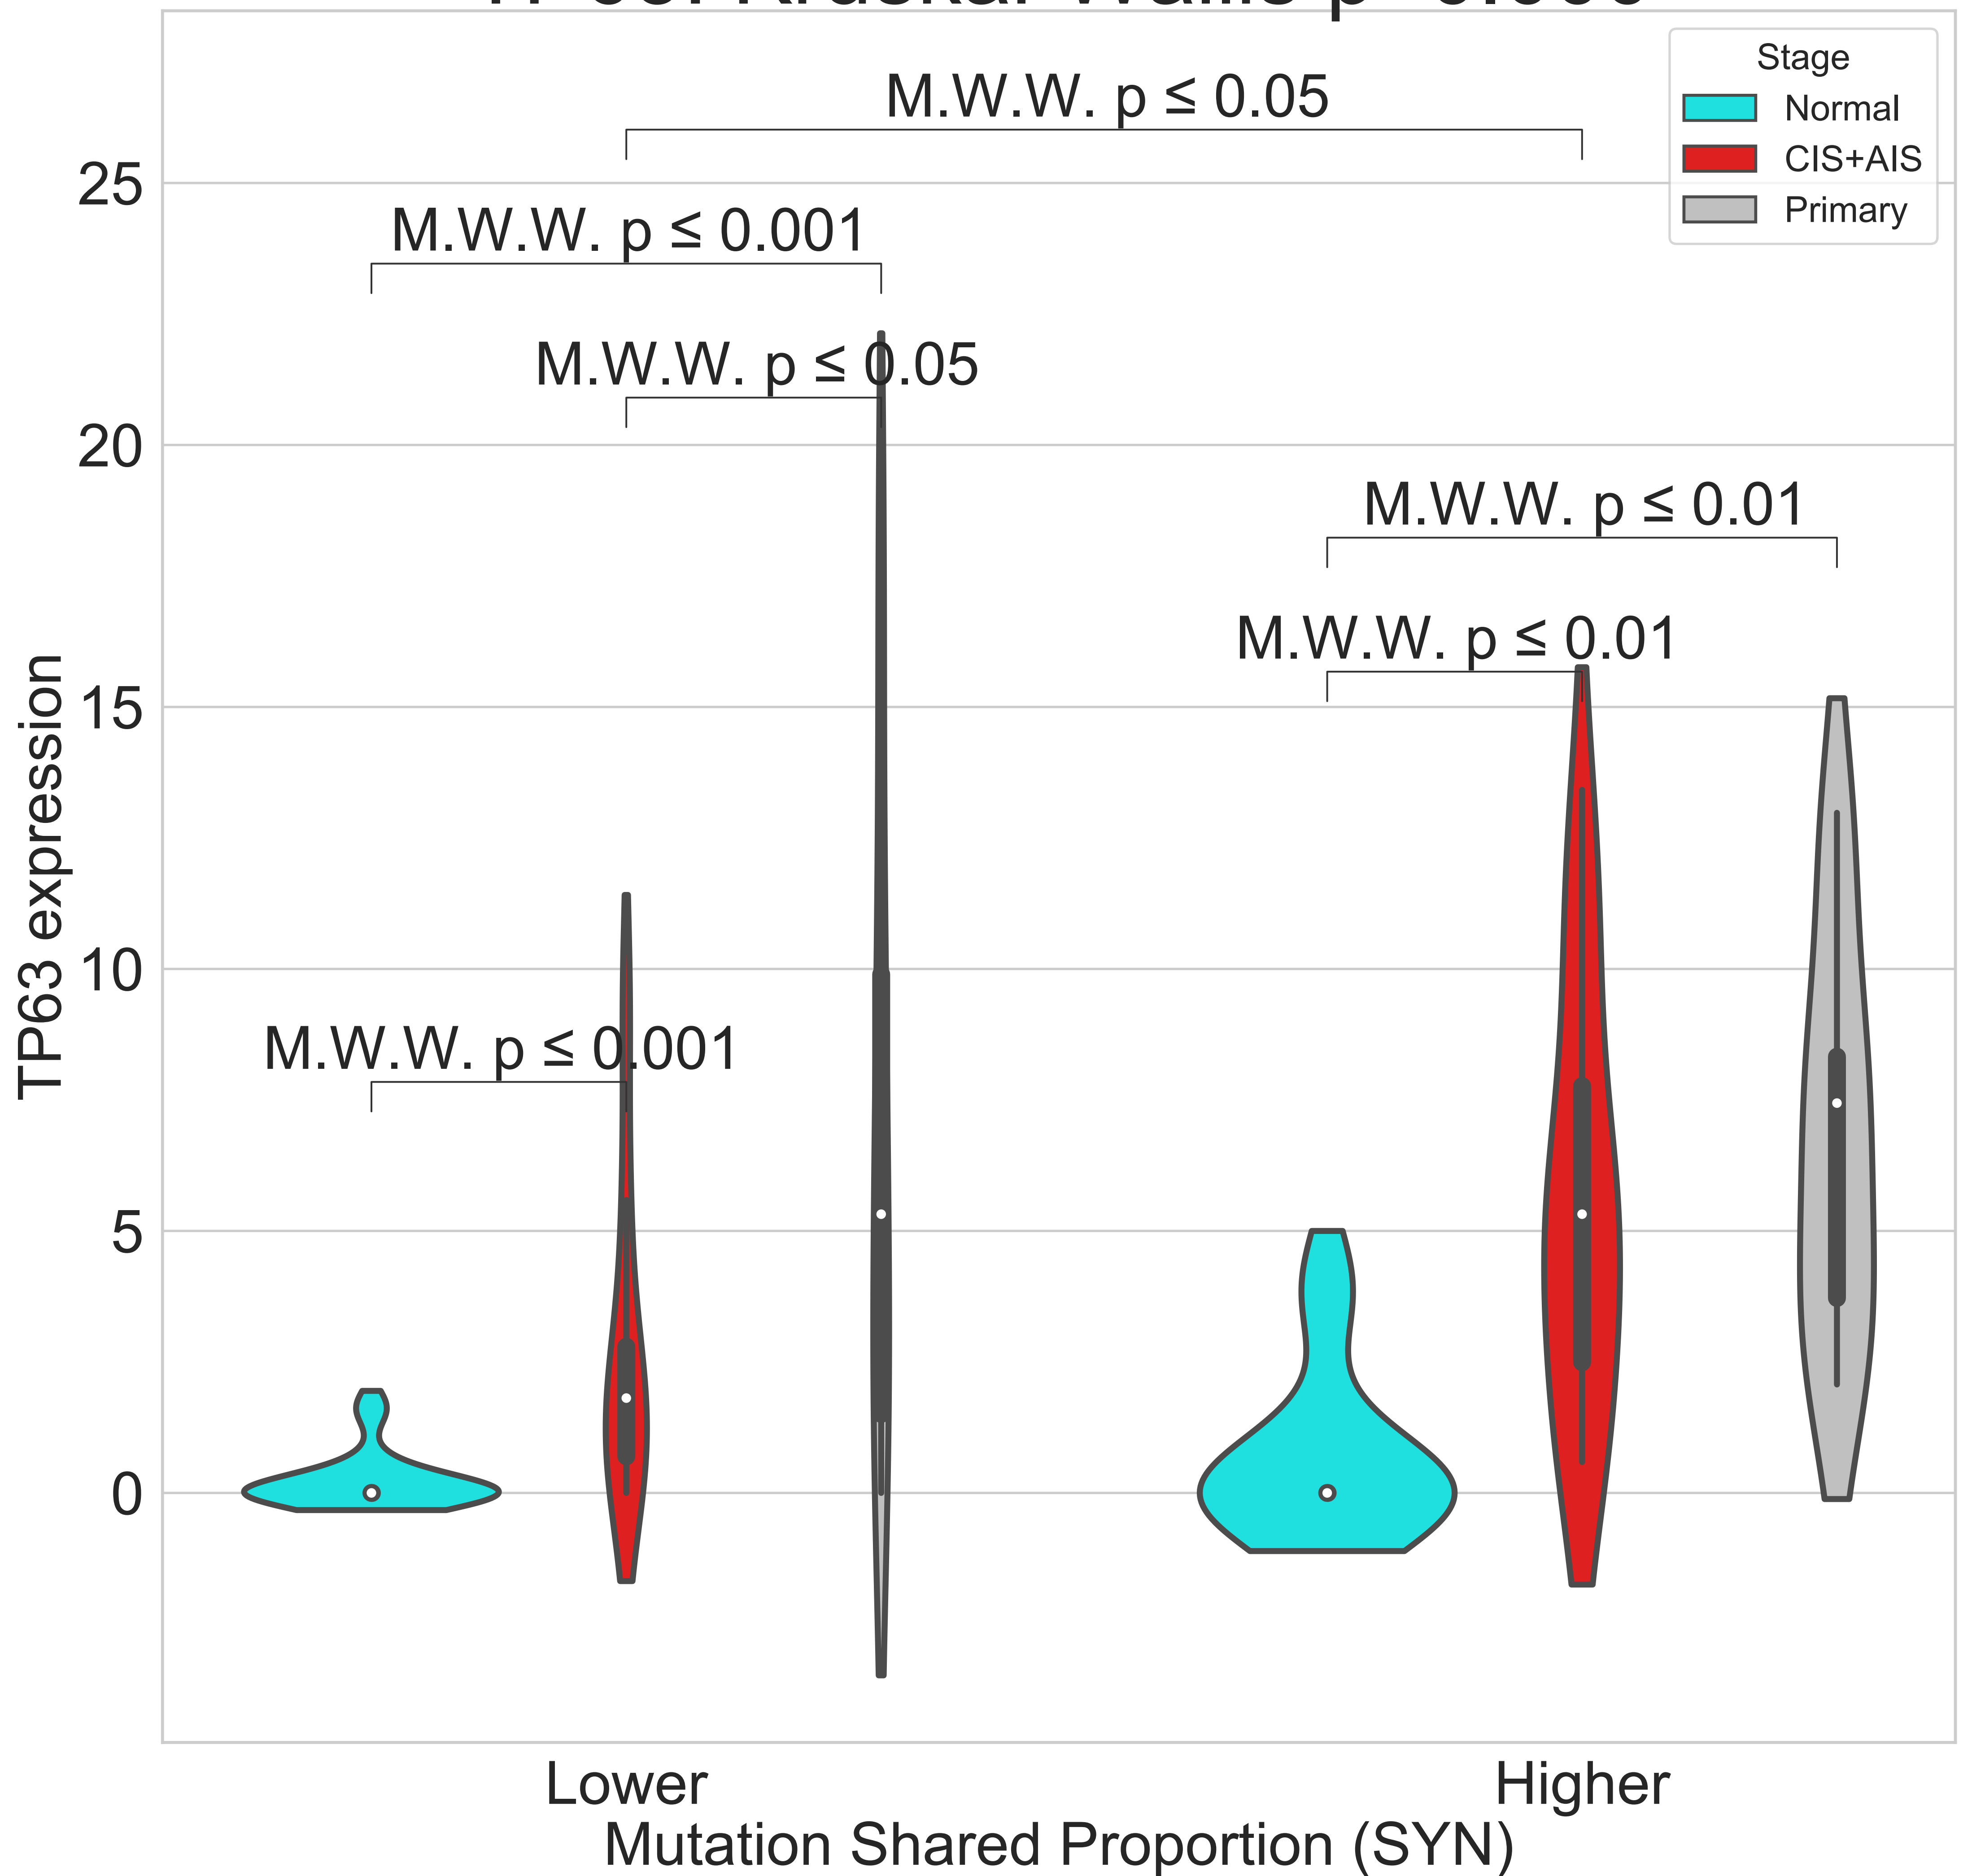 Stage
Normal
CIS+AIS
Primary
M.W.W. p ≤ 0.05
M.W.W. p ≤ 0.001
M.W.W. p ≤ 0.05
M.W.W. p ≤ 0.01
M.W.W. p ≤ 0.01
M.W.W. p ≤ 0.001
25
20
15
10
5
0
TP63 expression
Lower
Higher
Mutation Shared Proportion (SYN)